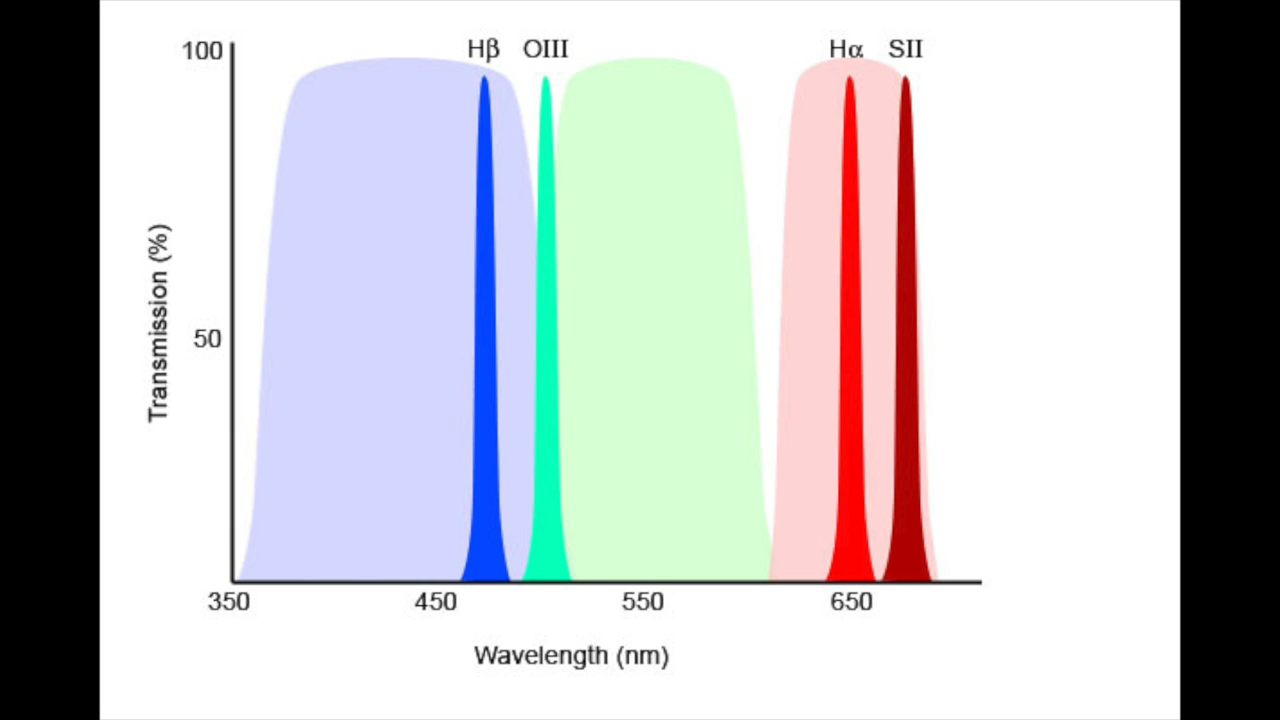 Hβ OIII Hα SII
100
50
Transmission (%)
350 450 550 650
Wavelength (nm)